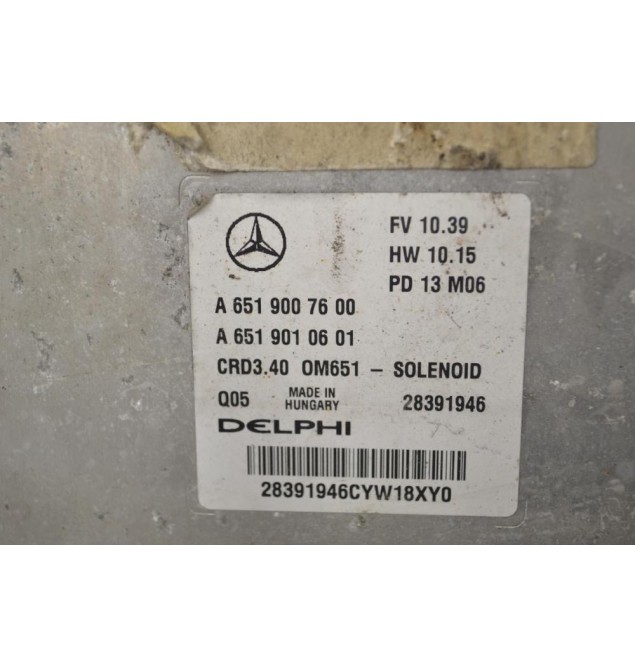 FV 10.39
HW 10.15
PD 13 M06
A 651 900 76 00
A 651 901 06 01
CRD3.40 OM651 – SOLENOID
Q05 MADE IN HUNGARY 28391946
DELPHI
28391946CYW18XY0